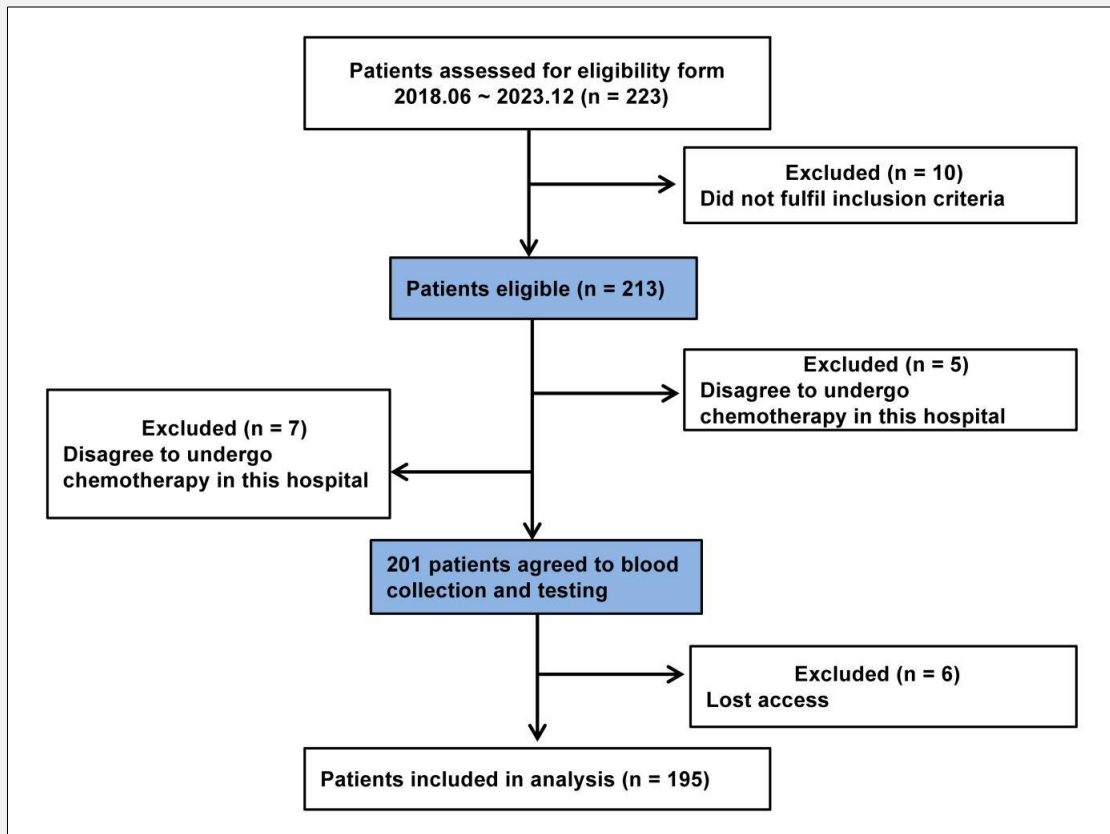 Patients assessed for eligibility form
2018.06 ~ 2023.12 (n = 223)
Excluded (n = 10)
Did not fulfil inclusion criteria
Patients eligible (n = 213)
Excluded (n = 5)
Disagree to undergo
chemotherapy in this hospital
Excluded (n = 7)
Disagree to undergo
chemotherapy in this hospital
201 patients agreed to blood
collection and testing
Excluded (n = 6)
Lost access
Patients included in analysis (n = 195)